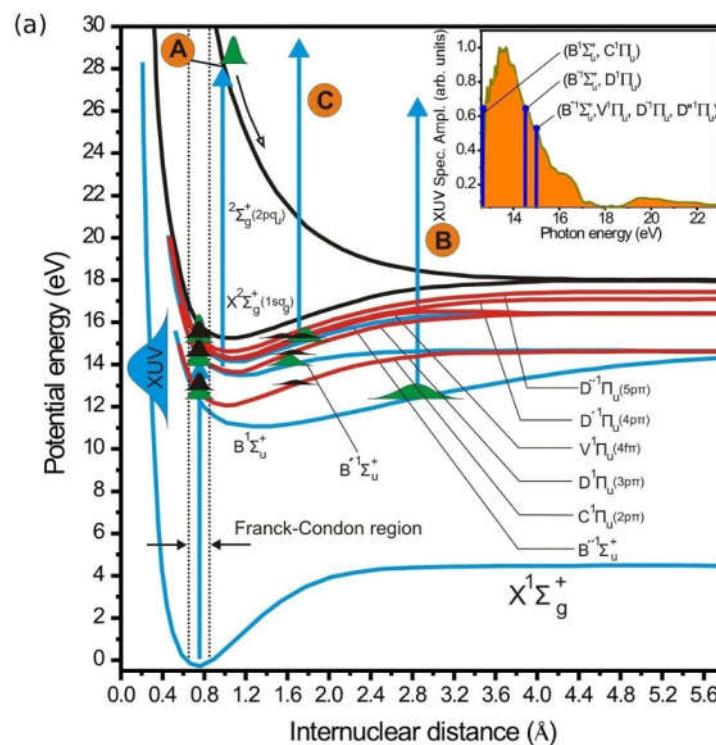 (a)
30
28
26
24
22
20
18
16
14
12
10
8
6
4
2
0
Potential energy (eV)
0.0 0.4 0.8 1.2 1.6 2.0 2.4 2.8 3.2 3.6 4.0 4.4 4.8 5.2 5.6
Internuclear distance (Å)
A
C
B
XUV
²Σg⁺(2pqᵤ)
X²Σg⁺(1sσg)
B¹Σu⁺
B´¹Σu⁺
Franck-Condon region
X¹Σg⁺
D´¹Πu(5pπ)
D´¹Πu(4pπ)
V¹Πu(4fπ)
D¹Πu(3pπ)
C¹Πu(2pπ)
B´´¹Σu⁺
XUV Spec. Ampl. (arb. units)
1.0
0.8
0.6
0.4
0.2
14 16 20 22
Photon energy (eV)
(B¹Σu⁺, C¹Πu)
(B´¹Σu⁺, D¹Πu)
(B´´¹Σu⁺, V¹Πu, D´¹Πu, D´´¹Πu)